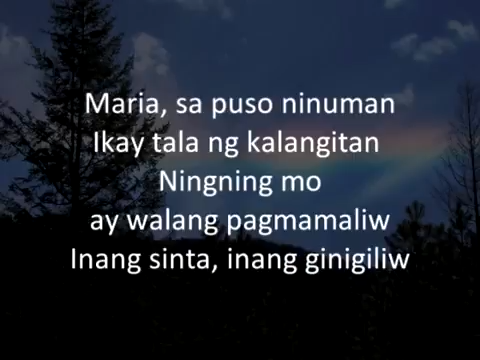 Maria, sa puso ninuman
Ikay tala ng kalangitan
Ningning mo
ay walang pagmamaliw
Inang sinta, inang ginigiliw